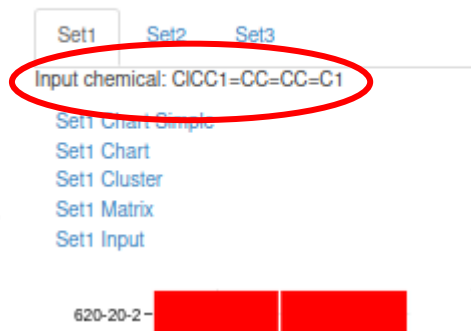 Set1 Set2 Set3
Input chemical: ClCC1=CC=CC=C1
Set1 Chart Simple
Set1 Chart
Set1 Cluster
Set1 Matrix
Set1 Input
620-20-2